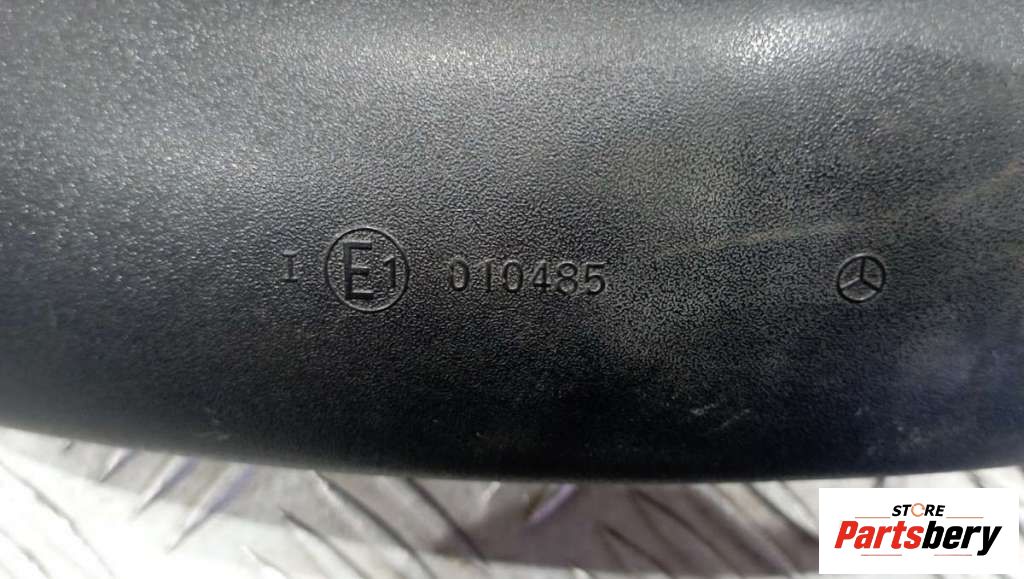 I E1 010485
STORE
Partsbery